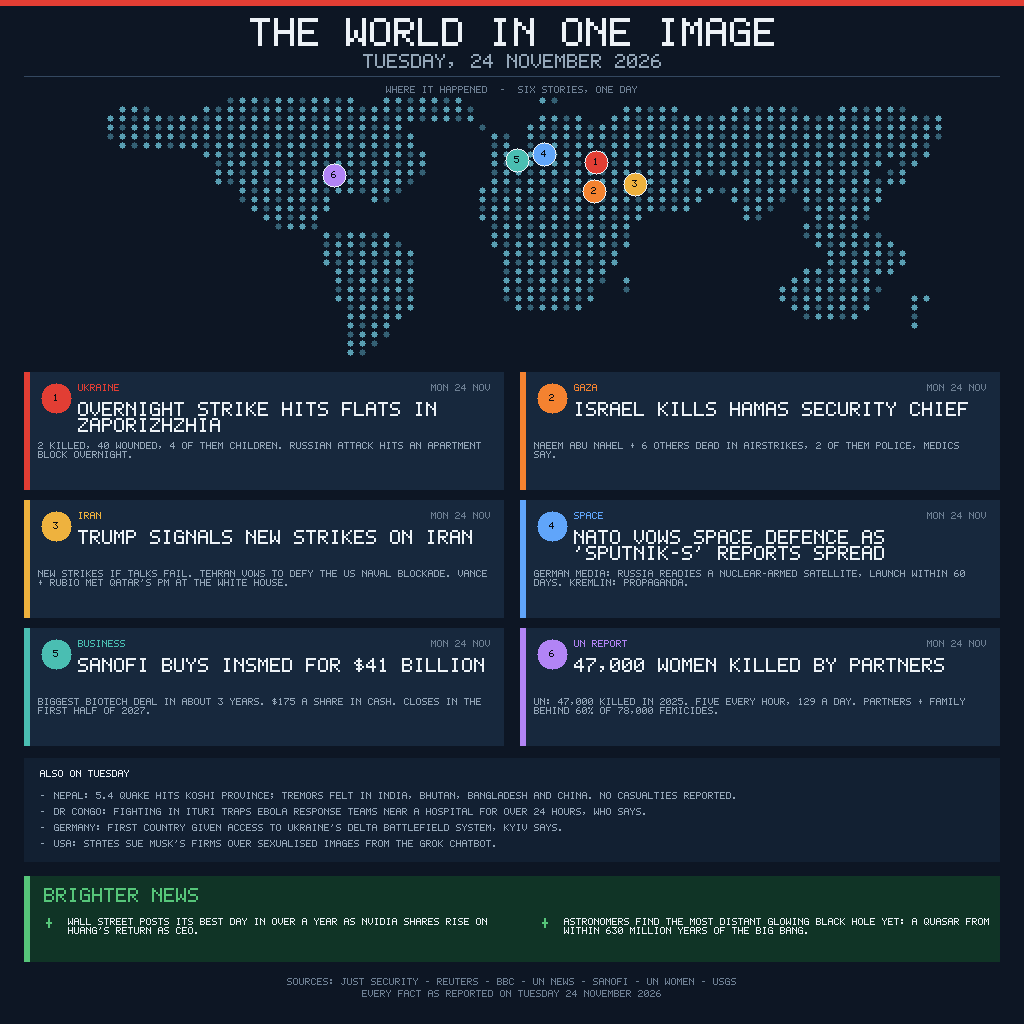 THE WORLD IN ONE IMAGE
TUESDAY, 24 NOVEMBER 2026
WHERE IT HAPPENED - SIX STORIES, ONE DAY
5
4
1
6
2
3
1
UKRAINE
MON 24 NOV
OVERNIGHT STRIKE HITS FLATS IN
ZAPORIZHZHIA
2 KILLED, 40 WOUNDED, 4 OF THEM CHILDREN. RUSSIAN ATTACK HITS AN APARTMENT
BLOCK OVERNIGHT.
2
GAZA
MON 24 NOV
ISRAEL KILLS HAMAS SECURITY CHIEF
NAEEM ABU NAHEL + 6 OTHERS DEAD IN AIRSTRIKES, 2 OF THEM POLICE, MEDICS
SAY.
3
IRAN
MON 24 NOV
TRUMP SIGNALS NEW STRIKES ON IRAN
NEW STRIKES IF TALKS FAIL. TEHRAN VOWS TO DEFY THE US NAVAL BLOCKADE. VANCE
+ RUBIO MET QATAR'S PM AT THE WHITE HOUSE.
4
SPACE
MON 24 NOV
NATO VOWS SPACE DEFENCE AS
'SPUTNIK-S' REPORTS SPREAD
GERMAN MEDIA: RUSSIA READIES A NUCLEAR-ARMED SATELLITE, LAUNCH WITHIN 60
DAYS. KREMLIN: PROPAGANDA.
5
BUSINESS
MON 24 NOV
SANOFI BUYS INSMED FOR $41 BILLION
BIGGEST BIOTECH DEAL IN ABOUT 3 YEARS. $175 A SHARE IN CASH. CLOSES IN THE
FIRST HALF OF 2027.
6
UN REPORT
MON 24 NOV
47,000 WOMEN KILLED BY PARTNERS
UN: 47,000 KILLED IN 2025. FIVE EVERY HOUR, 129 A DAY. PARTNERS + FAMILY
BEHIND 60% OF 78,000 FEMICIDES.
ALSO ON TUESDAY
- NEPAL: 5.4 QUAKE HITS KOSHI PROVINCE; TREMORS FELT IN INDIA, BHUTAN, BANGLADESH AND CHINA. NO CASUALTIES REPORTED.
- DR CONGO: FIGHTING IN ITURI TRAPS EBOLA RESPONSE TEAMS NEAR A HOSPITAL FOR OVER 24 HOURS, WHO SAYS.
- GERMANY: FIRST COUNTRY GIVEN ACCESS TO UKRAINE'S DELTA BATTLEFIELD SYSTEM, KYIV SAYS.
- USA: STATES SUE MUSK'S FIRMS OVER SEXUALISED IMAGES FROM THE GROK CHATBOT.
BRIGHTER NEWS
+ WALL STREET POSTS ITS BEST DAY IN OVER A YEAR AS NVIDIA SHARES RISE ON
HUANG'S RETURN AS CEO.
+ ASTRONOMERS FIND THE MOST DISTANT GLOWING BLACK HOLE YET: A QUASAR FROM
WITHIN 630 MILLION YEARS OF THE BIG BANG.
SOURCES: JUST SECURITY - REUTERS - BBC - UN NEWS - SANOFI - UN WOMEN - USGS
EVERY FACT AS REPORTED ON TUESDAY 24 NOVEMBER 2026